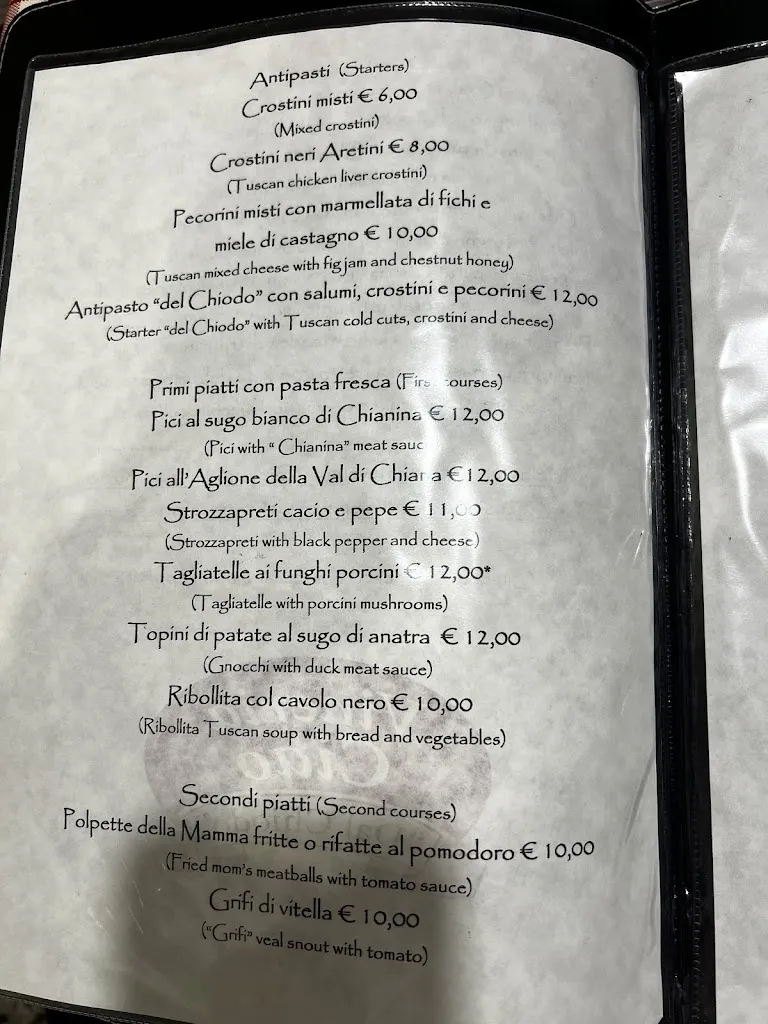 Antipasti (Starters)
Crostini misti € 6,00
(Mixed crostini)
Crostini neri Aretini € 8,00
(Tuscan chicken liver crostini)
Pecorini misti con marmellata di fichi e
miele di castagno € 10,00
(Tuscan mixed cheese with fig jam and chestnut honey)
Antipasto "del Chiodo" con salumi, crostini e pecorini € 12,00
(Starter "del Chiodo" with Tuscan cold cuts, crostini and cheese)
Primi piatti con pasta fresca (First courses)
Pici al sugo bianco di Chianina € 12,00
(Pici with " Chianina" meat sauc
Pici all'Aglione della Val di Chiana €12,00
Strozzapreti cacio e pepe € 11,00
(Strozzapreti with black pepper and cheese)
Tagliatelle ai funghi porcini € 12,00*
(Tagliatelle with porcini mushrooms)
Topini di patate al sugo di anatra € 12,00
(Gnocchi with duck meat sauce)
Ribollita col cavolo nero € 10,00
(Ribollita Tuscan soup with bread and vegetables)
Secondi piatti (Second courses)
Polpette della Mamma fritte o rifatte al pomodoro € 10,00
(Fried mom's meatballs with tomato sauce)
Grifi di vitella € 10,00
("Grifi" veal snout with tomato)